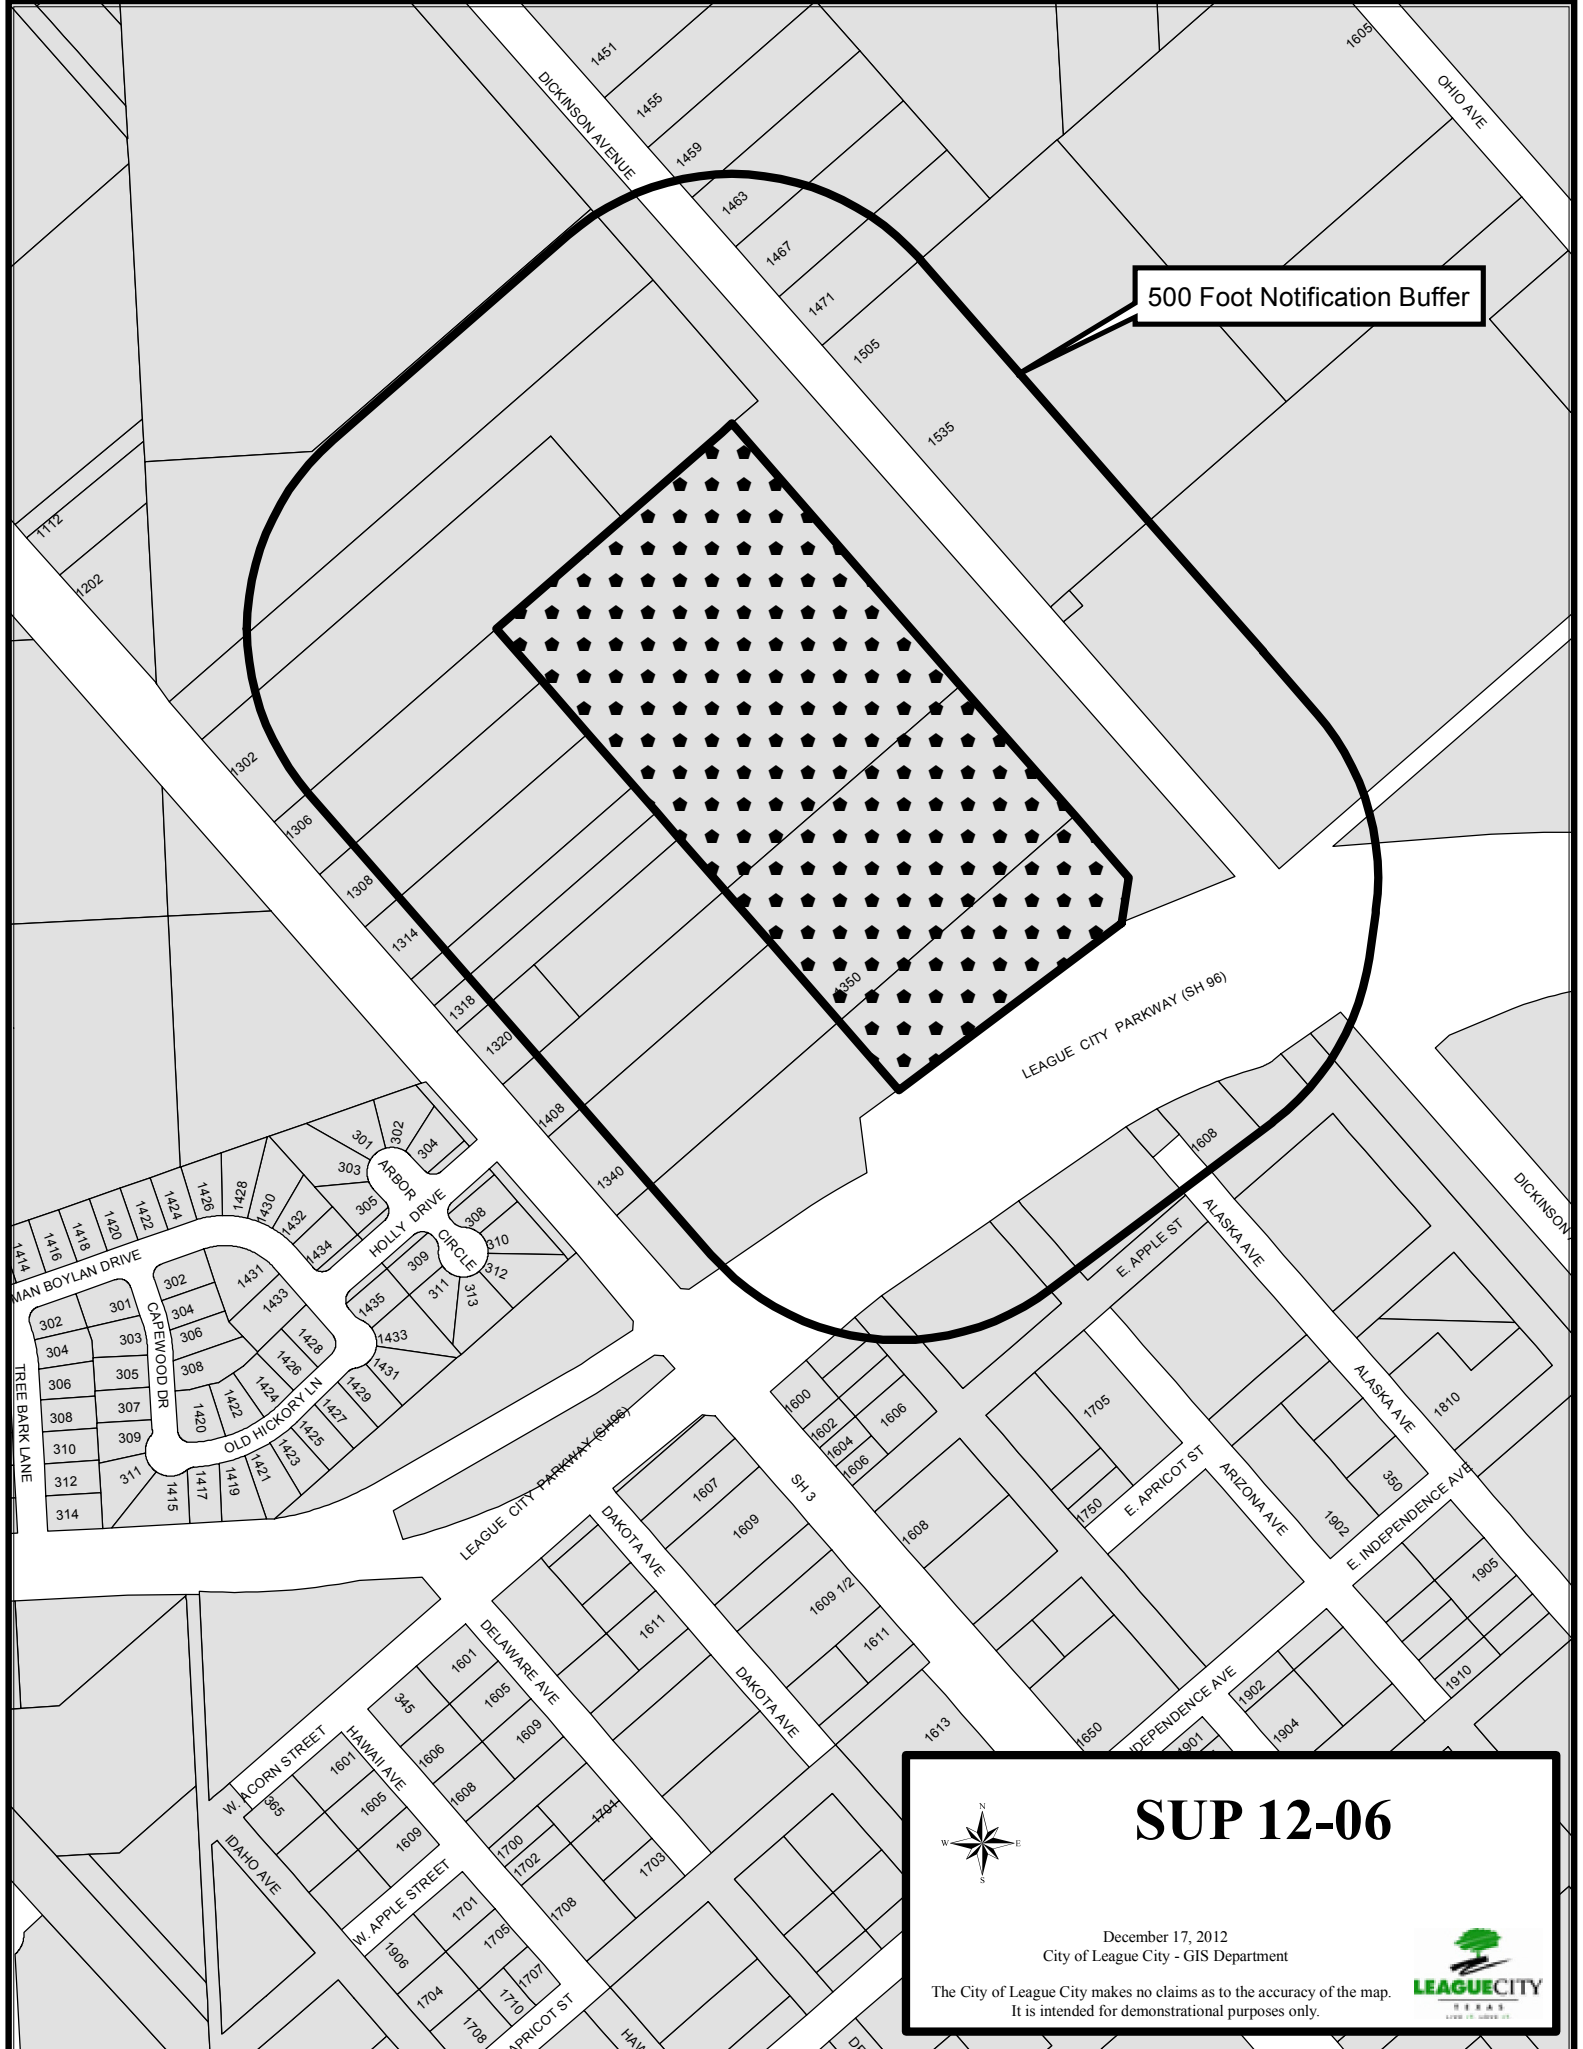 1451
1605
DICKINSON AVENUE
OHIO AVE
1455
1459
1463
1467
500 Foot Notification Buffer
1471
1505
1535
1112
1202
1302
1306
1308
1314
1318
1320
1350
LEAGUE CITY PARKWAY (SH 96)
1408
1340
1608
301
302
304
303
305
ARBOR
CIRCLE
HOLLY DRIVE
308
310
312
313
311
309
1414
1416
1418
1420
1422
1424
1426
1428
1430
1432
1434
MAN BOYLAN DRIVE
DICKINSON
ALASKA AVE
E. APPLE ST
302
301
302
304
306
308
1431
1433
1435
1433
1431
1429
1427
1425
1423
1421
1419
1417
1415
1428
1426
1424
1422
1420
CAPEWOOD DR
OLD HICKORY LN
TREE BARK LANE
304
303
306
305
308
307
310
309
312
311
314
LEAGUE CITY PARKWAY (SH96)
SH 3
1600
1602
1604
1606
1606
1705
ALASKA AVE
1810
350
1750
E. APRICOT ST
ARIZONA AVE
1902
E. INDEPENDENCE AVE
1905
1607
1609
1608
DAKOTA AVE
1609 1/2
1611
1611
DELAWARE AVE
DAKOTA AVE
1601
1605
1609
345
1606
1608
1613
1650
INDEPENDENCE AVE
1902
1904
1901
1910
W. ACORN STREET
HAWAII AVE
1601
365
1605
1609
IDAHO AVE
1700
1702
1701
1703
1708
W. APPLE STREET
1701
1705
1707
1906
1704
1710
1708
APRICOT ST
HAW
DE
SUP 12-06
N
W
E
S
December 17, 2012
City of League City - GIS Department
The City of League City makes no claims as to the accuracy of the map.
It is intended for demonstrational purposes only.
LEAGUECITY
TEXAS